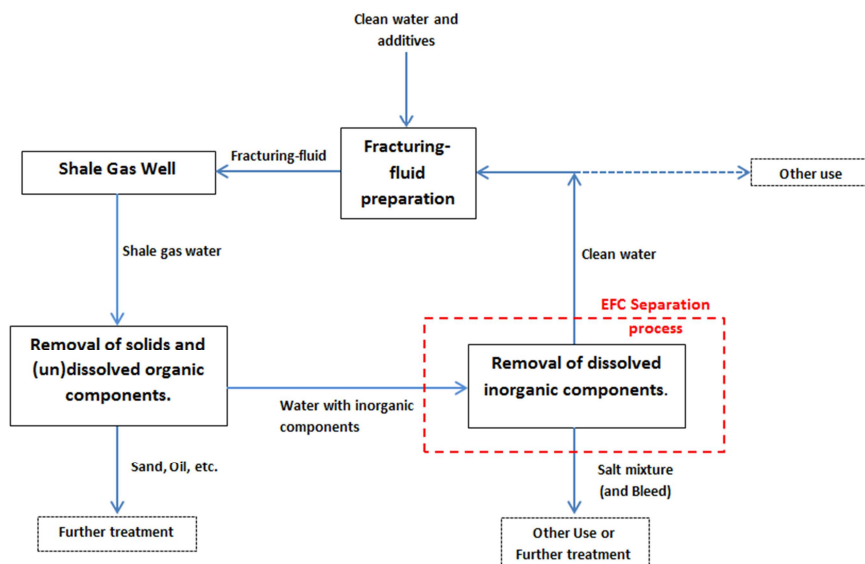 Clean water and
additives
Fracturing-
fluid
preparation
Fracturing-fluid
Shale Gas Well
Other use
Shale gas water
Clean water
EFC Separation
process
Removal of solids and
(un)dissolved organic
components.
Removal of dissolved
inorganic components.
Water with inorganic
components
Sand, Oil, etc.
Salt mixture
(and Bleed)
Further treatment
Other Use or
Further treatment